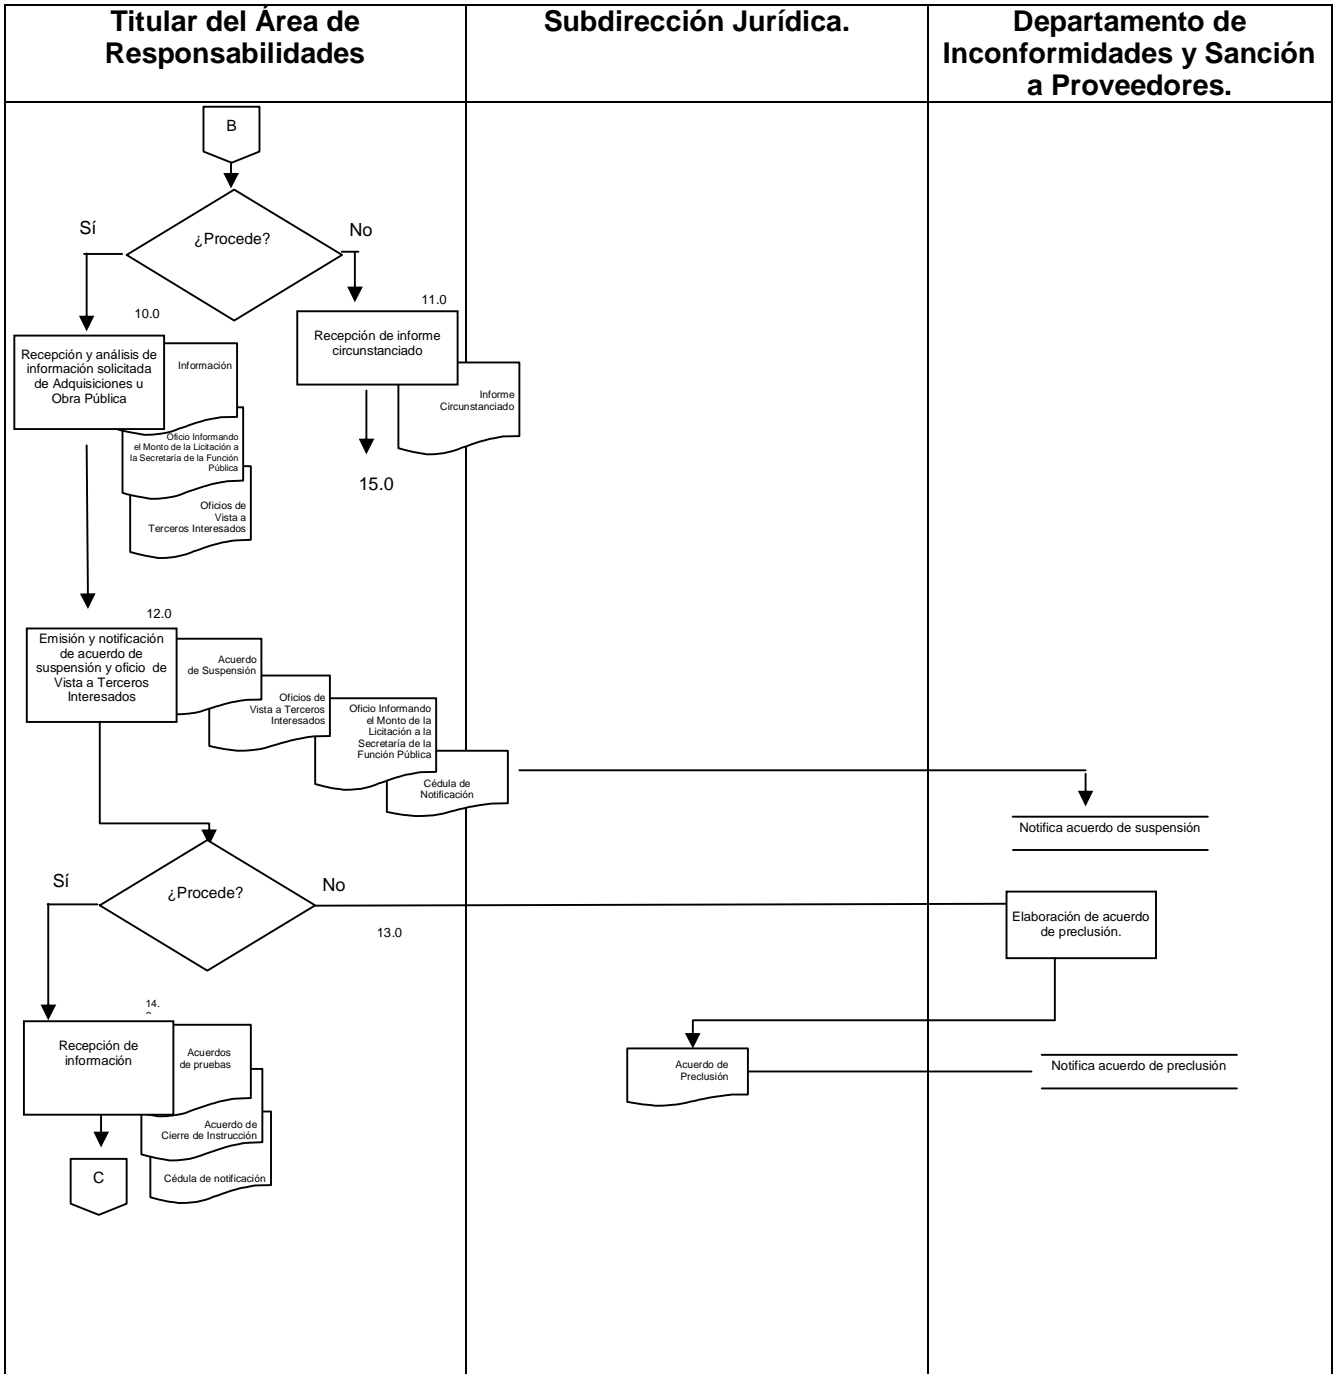 Titular del Área de
Responsabilidades
Subdirección Jurídica.
Departamento de
Inconformidades y Sanción
a Proveedores.
B
Sí
¿Procede?
No
10.0
11.0
Recepción y análisis de
información solicitada
de Adquisiciones u
Obra Pública
Información
Oficio Informando
el Monto de la Licitación a
la Secretaría de la Función
Pública
Oficios de
Vista a
Terceros Interesados
Recepción de informe
circunstanciado
Informe
Circunstanciado
15.0
12.0
Emisión y notificación
de acuerdo de
suspensión y oficio de
Vista a Terceros
Interesados
Acuerdo
de Suspensión
Oficios de
Vista a Terceros
Interesados
Oficio Informando
el Monto de la
Licitación a la
Secretaría de la
Función Pública
Cédula de
Notificación
Notifica acuerdo de suspensión
Sí
¿Procede?
No
13.0
Elaboración de acuerdo
de preclusión.
14.
Recepción de
información
Acuerdos
de pruebas
Acuerdo de
Cierre de Instrucción
Cédula de notificación
Acuerdo de
Preclusión
Notifica acuerdo de preclusión
C